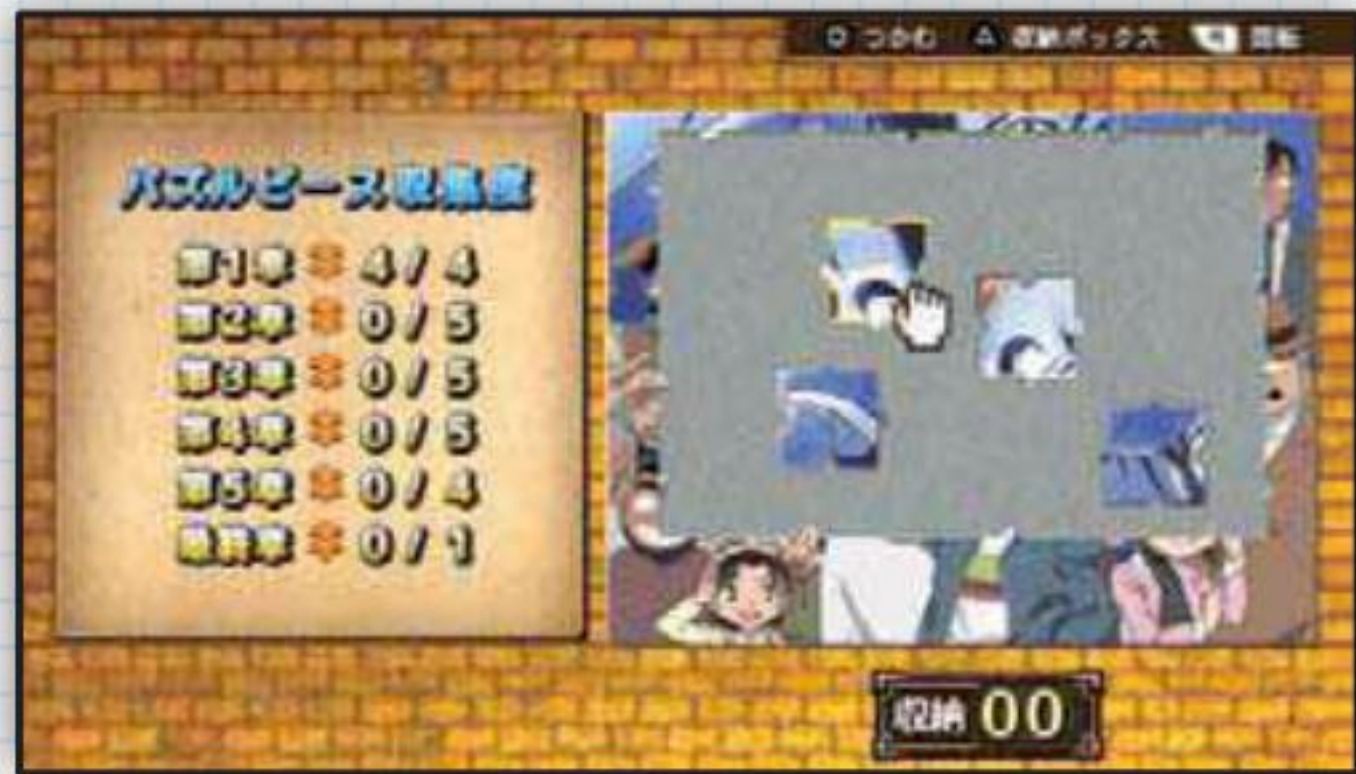 つかむ 収納ボックス 回転
パズルピース収集度
第1章 4/4
第2章 0/5
第3章 0/5
第4章 0/5
第5章 0/4
最終章 0/1
収納 00